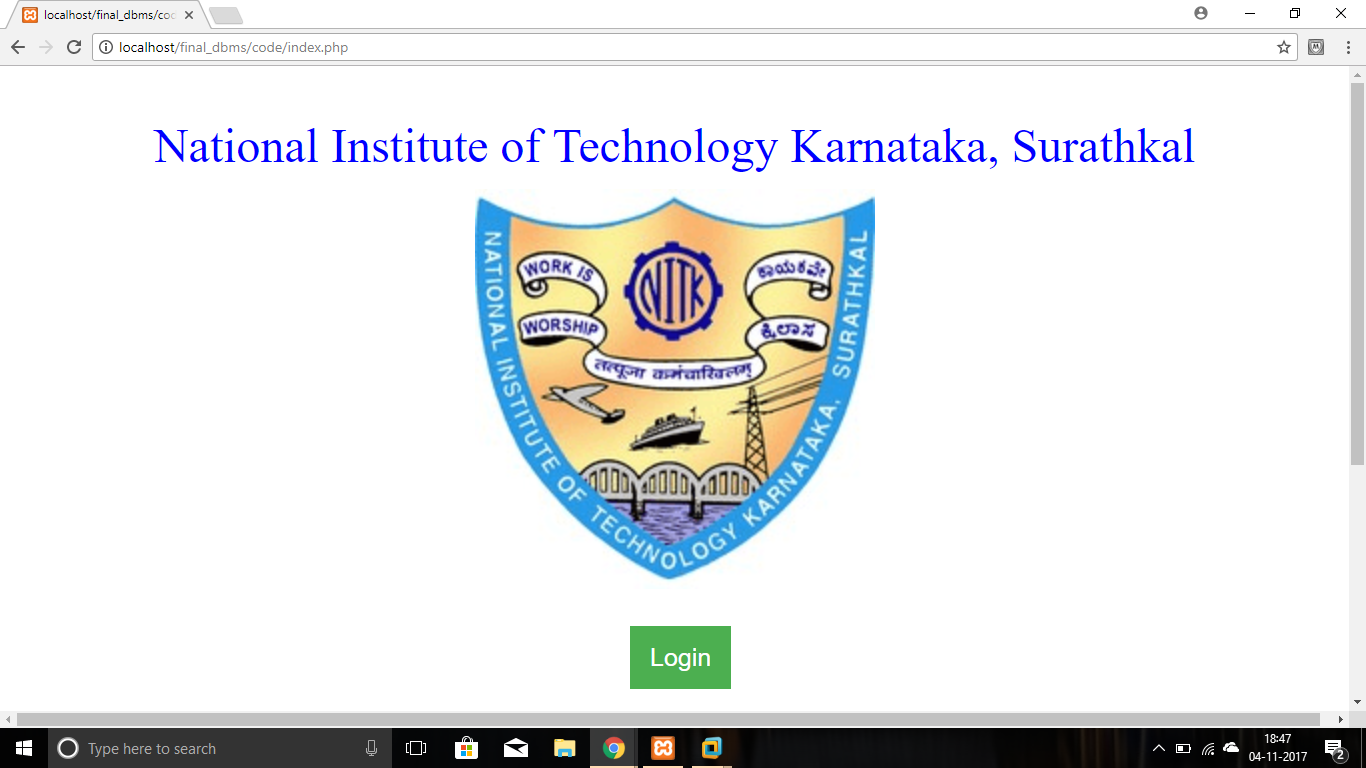 localhost/final_dbms/cod
localhost/final_dbms/code/index.php
National Institute of Technology Karnataka, Surathkal
NATIONAL INSTITUTE OF TECHNOLOGY KARNATAKA, SURATHKAL
WORK IS
WORSHIP
NITK
ಕಾಯಕವೇ
ಕೈಲಾಸ
तत्पूजा कर्मचाखिलम्
Login
Type here to search
18:47
04-11-2017
2